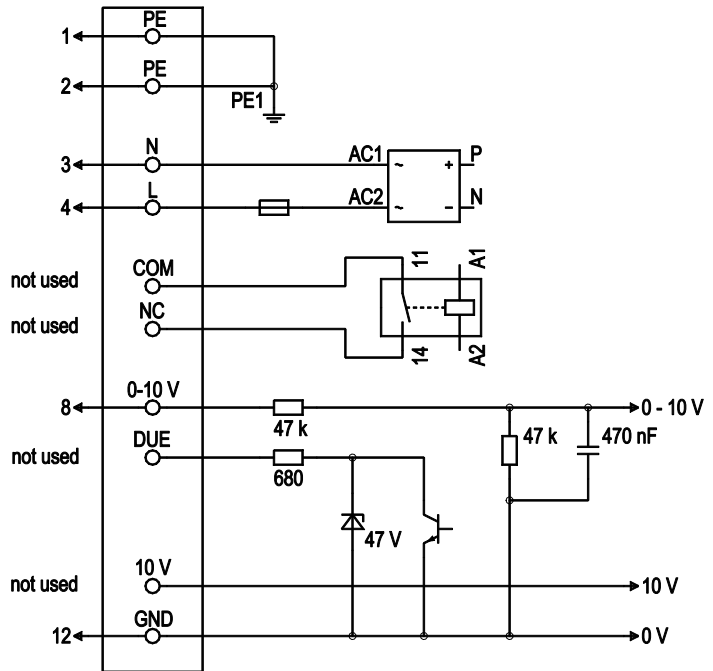 PE
1
PE
2
PE1
N
3
AC1
~
+
P
L
4
AC2
~
–
N
COM
not used
11
A1
NC
not used
14
A2
0-10 V
8
47 k
0 - 10 V
47 k
470 nF
DUE
not used
680
47 V
10 V
not used
10 V
GND
12
0 V